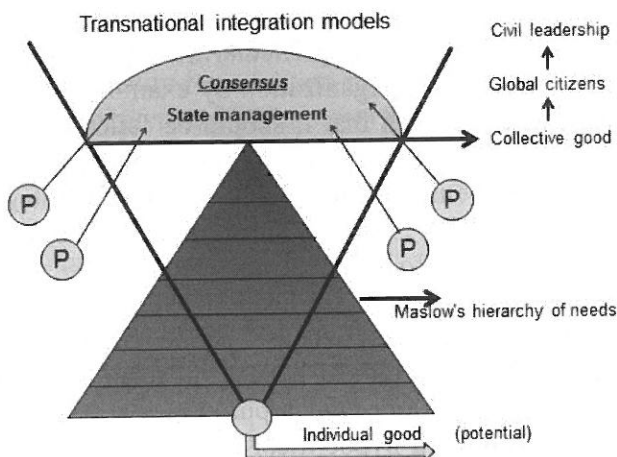 Transnational integration models
Civil leadership
Consensus
Global citizens
State management
Collective good
P
P
P
P
Maslow's hierarchy of needs
Individual good (potential)